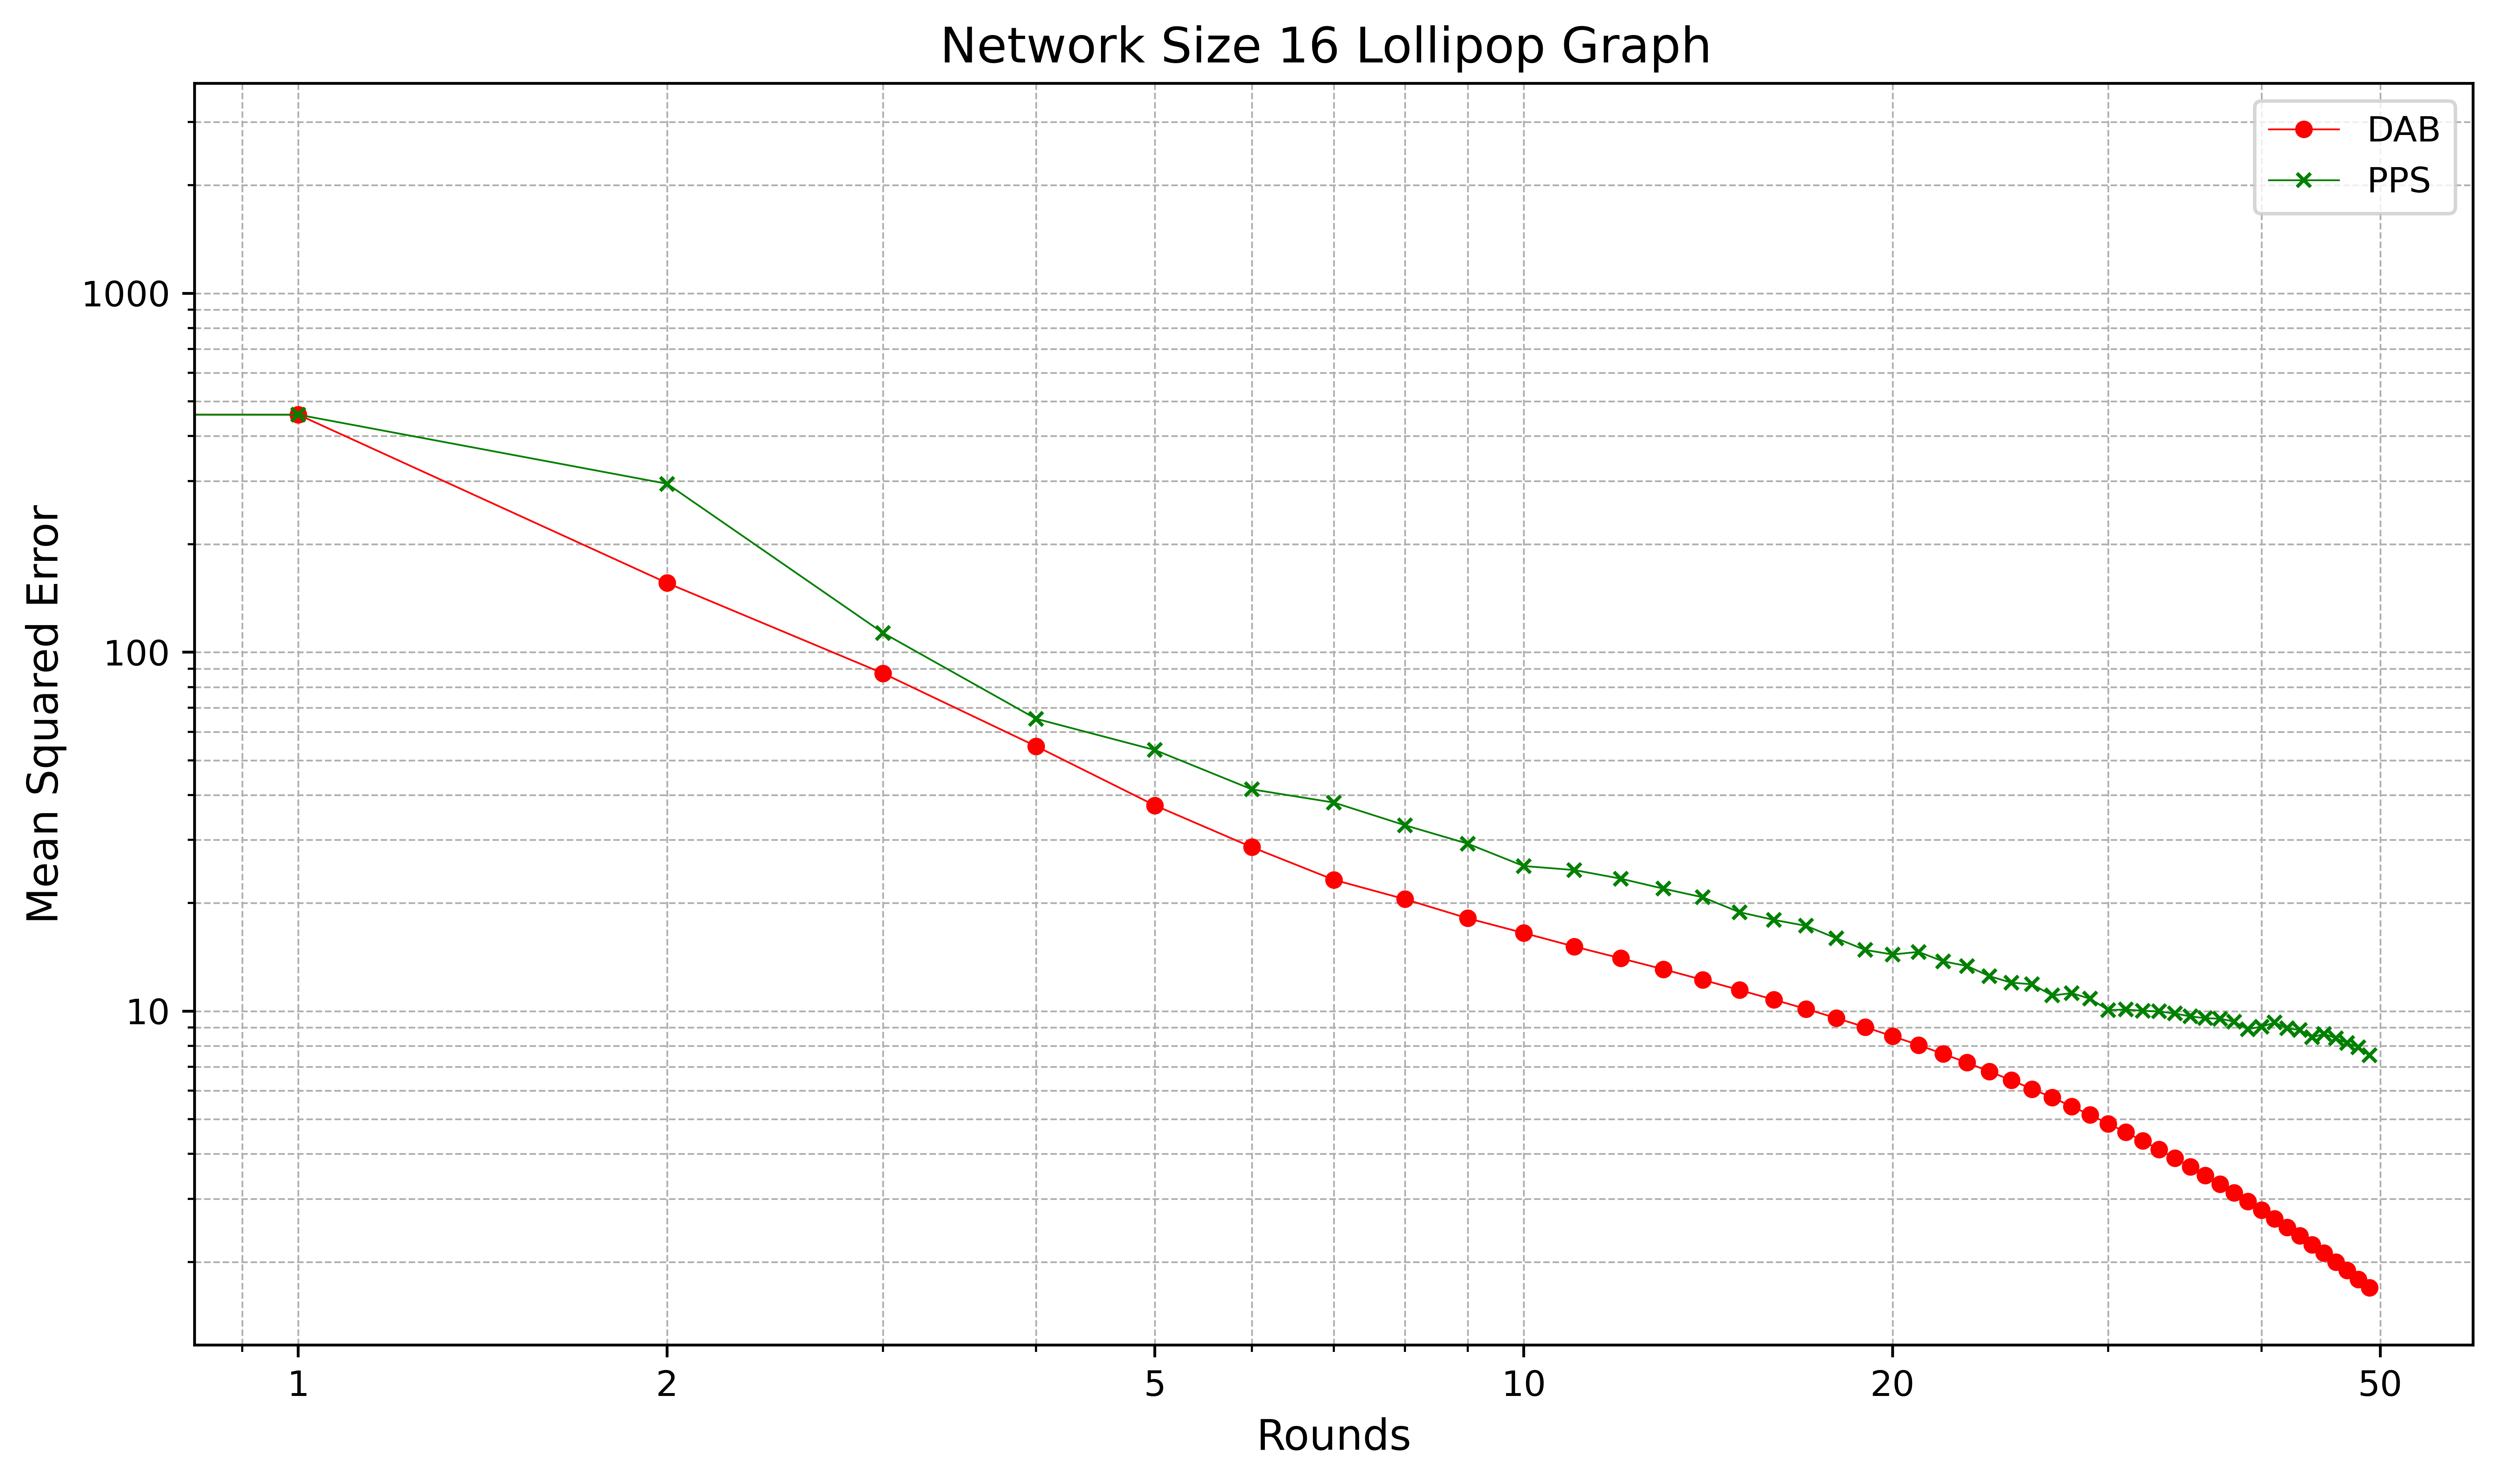 Network Size 16 Lollipop Graph
DAB
PPS
Mean Squared Error
1000
100
10
1 2 5 10 20 50
Rounds